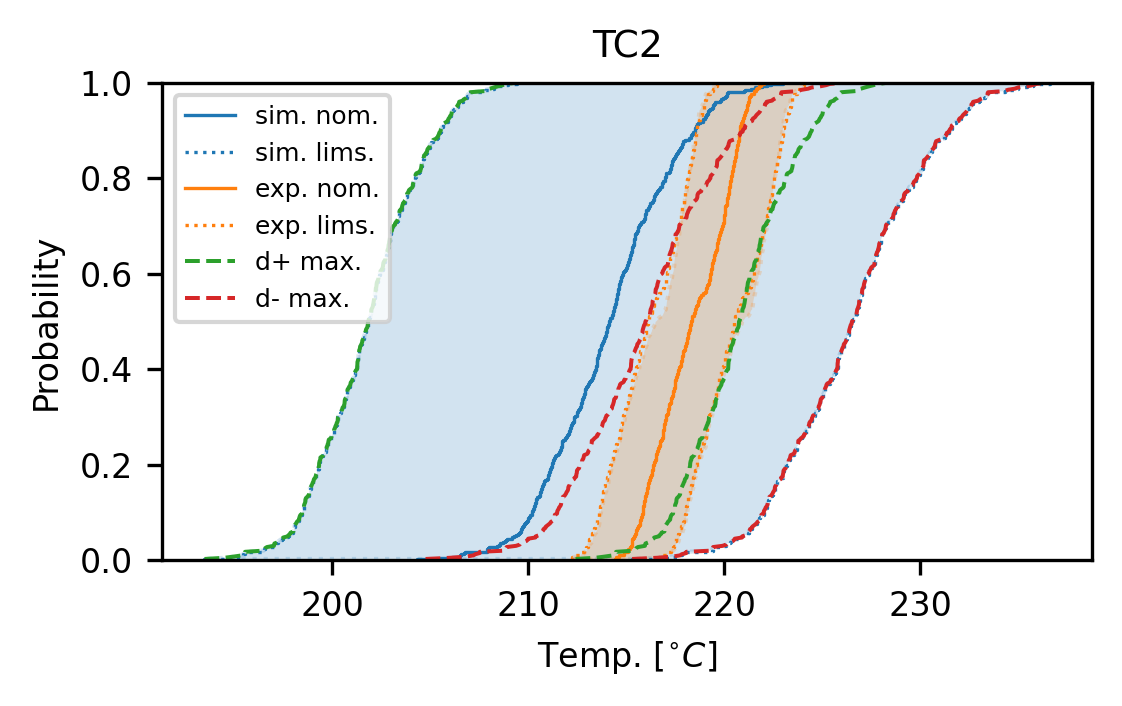 TC2
Probability
1.0
0.8
0.6
0.4
0.2
0.0
sim. nom.
sim. lims.
exp. nom.
exp. lims.
d+ max.
d- max.
200 210 220 230
Temp. [°C]